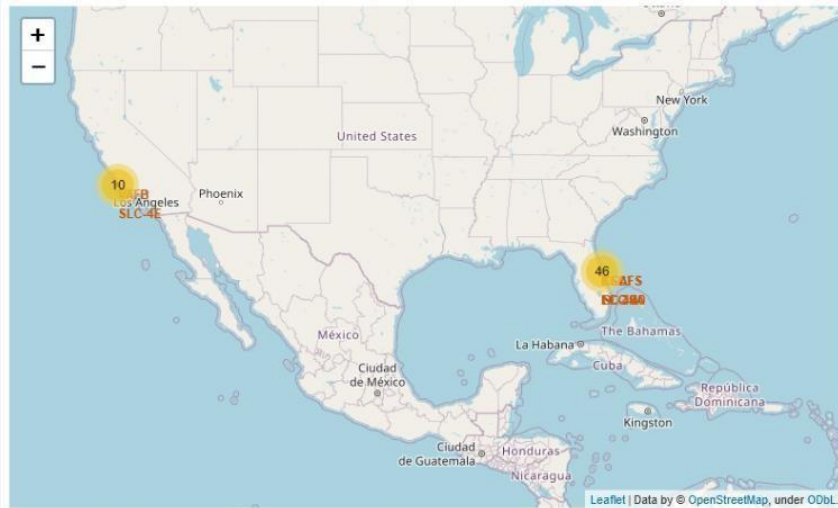 +
−
Ottawa
New York
Washington
United States
10
Phoenix
Los Angeles
SLC-4E
46
The Bahamas
México
La Habana
Cuba
Ciudad
de México
República
Dominicana
Kingston
Ciudad
de Guatemala
Honduras
Nicaragua
Leaflet | Data by © OpenStreetMap, under ODbL.